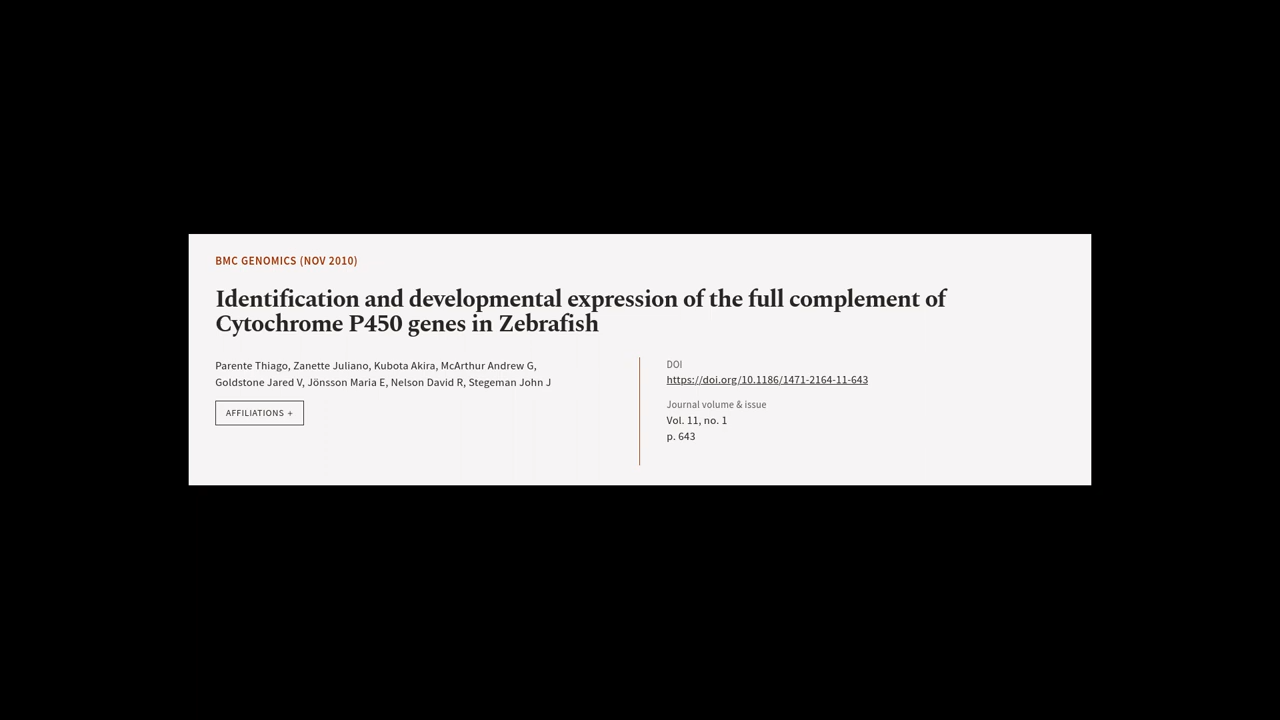 BMC GENOMICS (NOV 2010)
Identification and developmental expression of the full complement of
Cytochrome P450 genes in Zebrafish
Parente Thiago, Zanette Juliano, Kubota Akira, McArthur Andrew G,
Goldstone Jared V, Jönsson Maria E, Nelson David R, Stegeman John J
AFFILIATIONS +
DOI
https://doi.org/10.1186/1471-2164-11-643
Journal volume & issue
Vol. 11, no. 1
p. 643